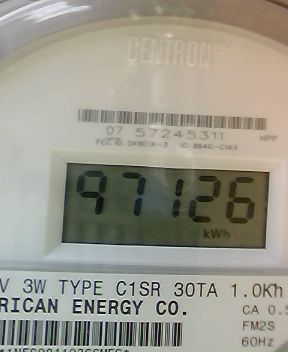 CENTRON®
07 57245311
97126
kWh
V 3W TYPE C1SR 30TA 1.0Kh
RICAN ENERGY CO.
CA 0.5
FM2S
60Hz